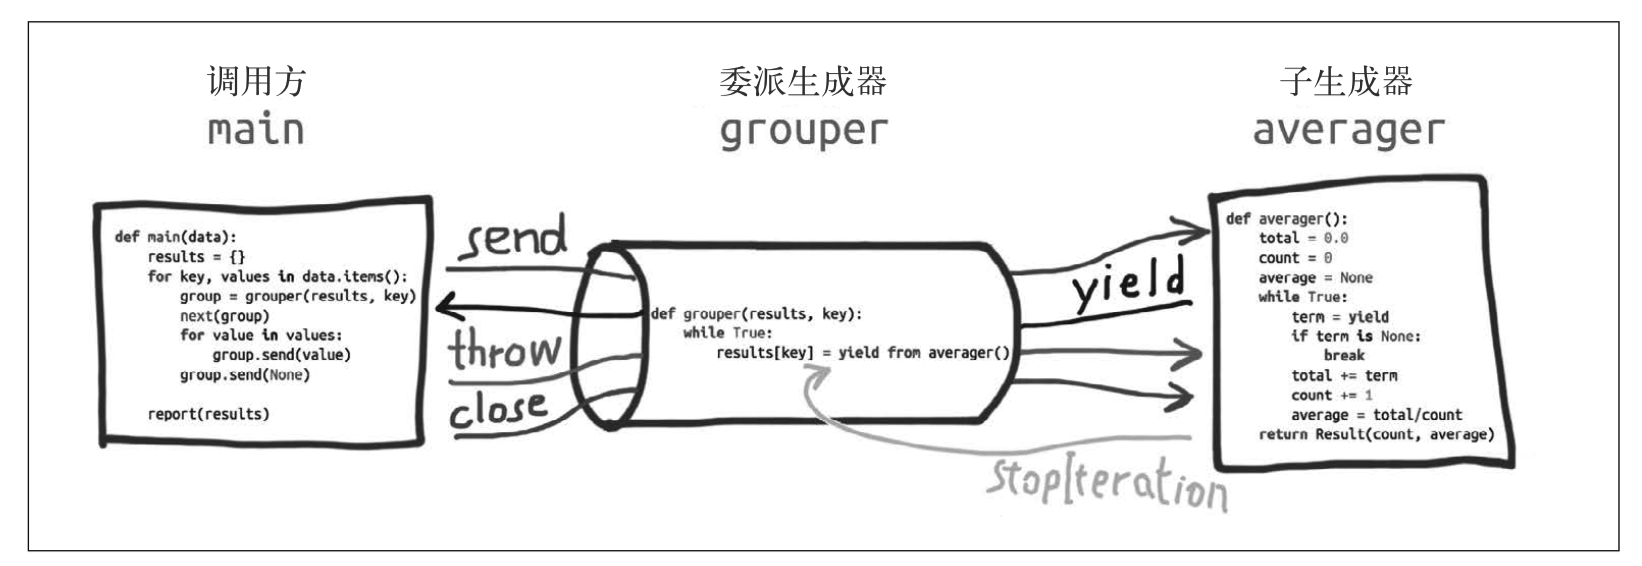 调用方
main
委派生成器
grouper
子生成器
averager
def main(data):
    results = {}
    for key, values in data.items():
        group = grouper(results, key)
        next(group)
        for value in values:
            group.send(value)
        group.send(None)
    report(results)
send
throw
close
def grouper(results, key):
    while True:
        results[key] = yield from averager()
yield
StopIteration
def averager():
    total = 0.0
    count = 0
    average = None
    while True:
        term = yield
        if term is None:
            break
        total += term
        count += 1
        average = total/count
    return Result(count, average)